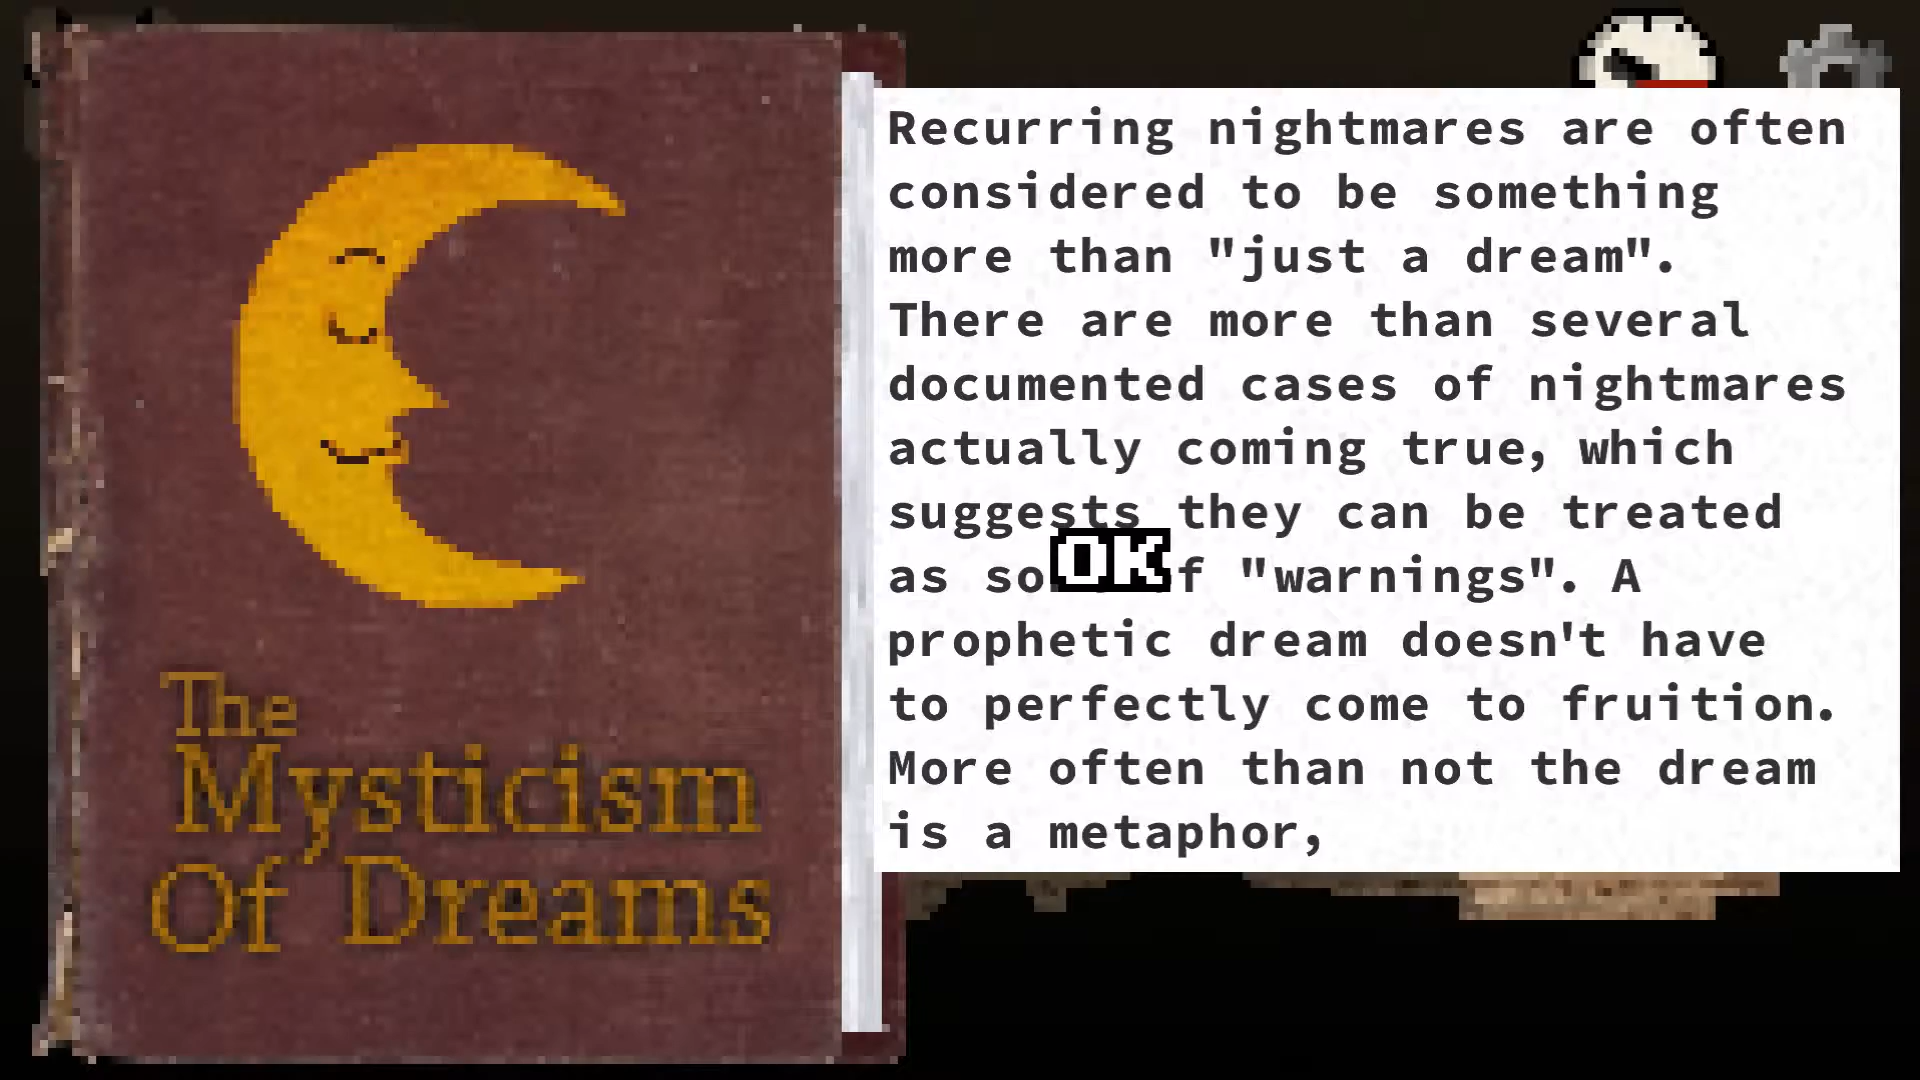 The
Mysticism
Of Dreams
Recurring nightmares are often
considered to be something
more than "just a dream".
There are more than several
documented cases of nightmares
actually coming true, which
suggests they can be treated
as OK "warnings". A
prophetic dream doesn't have
to perfectly come to fruition.
More often than not the dream
is a metaphor,